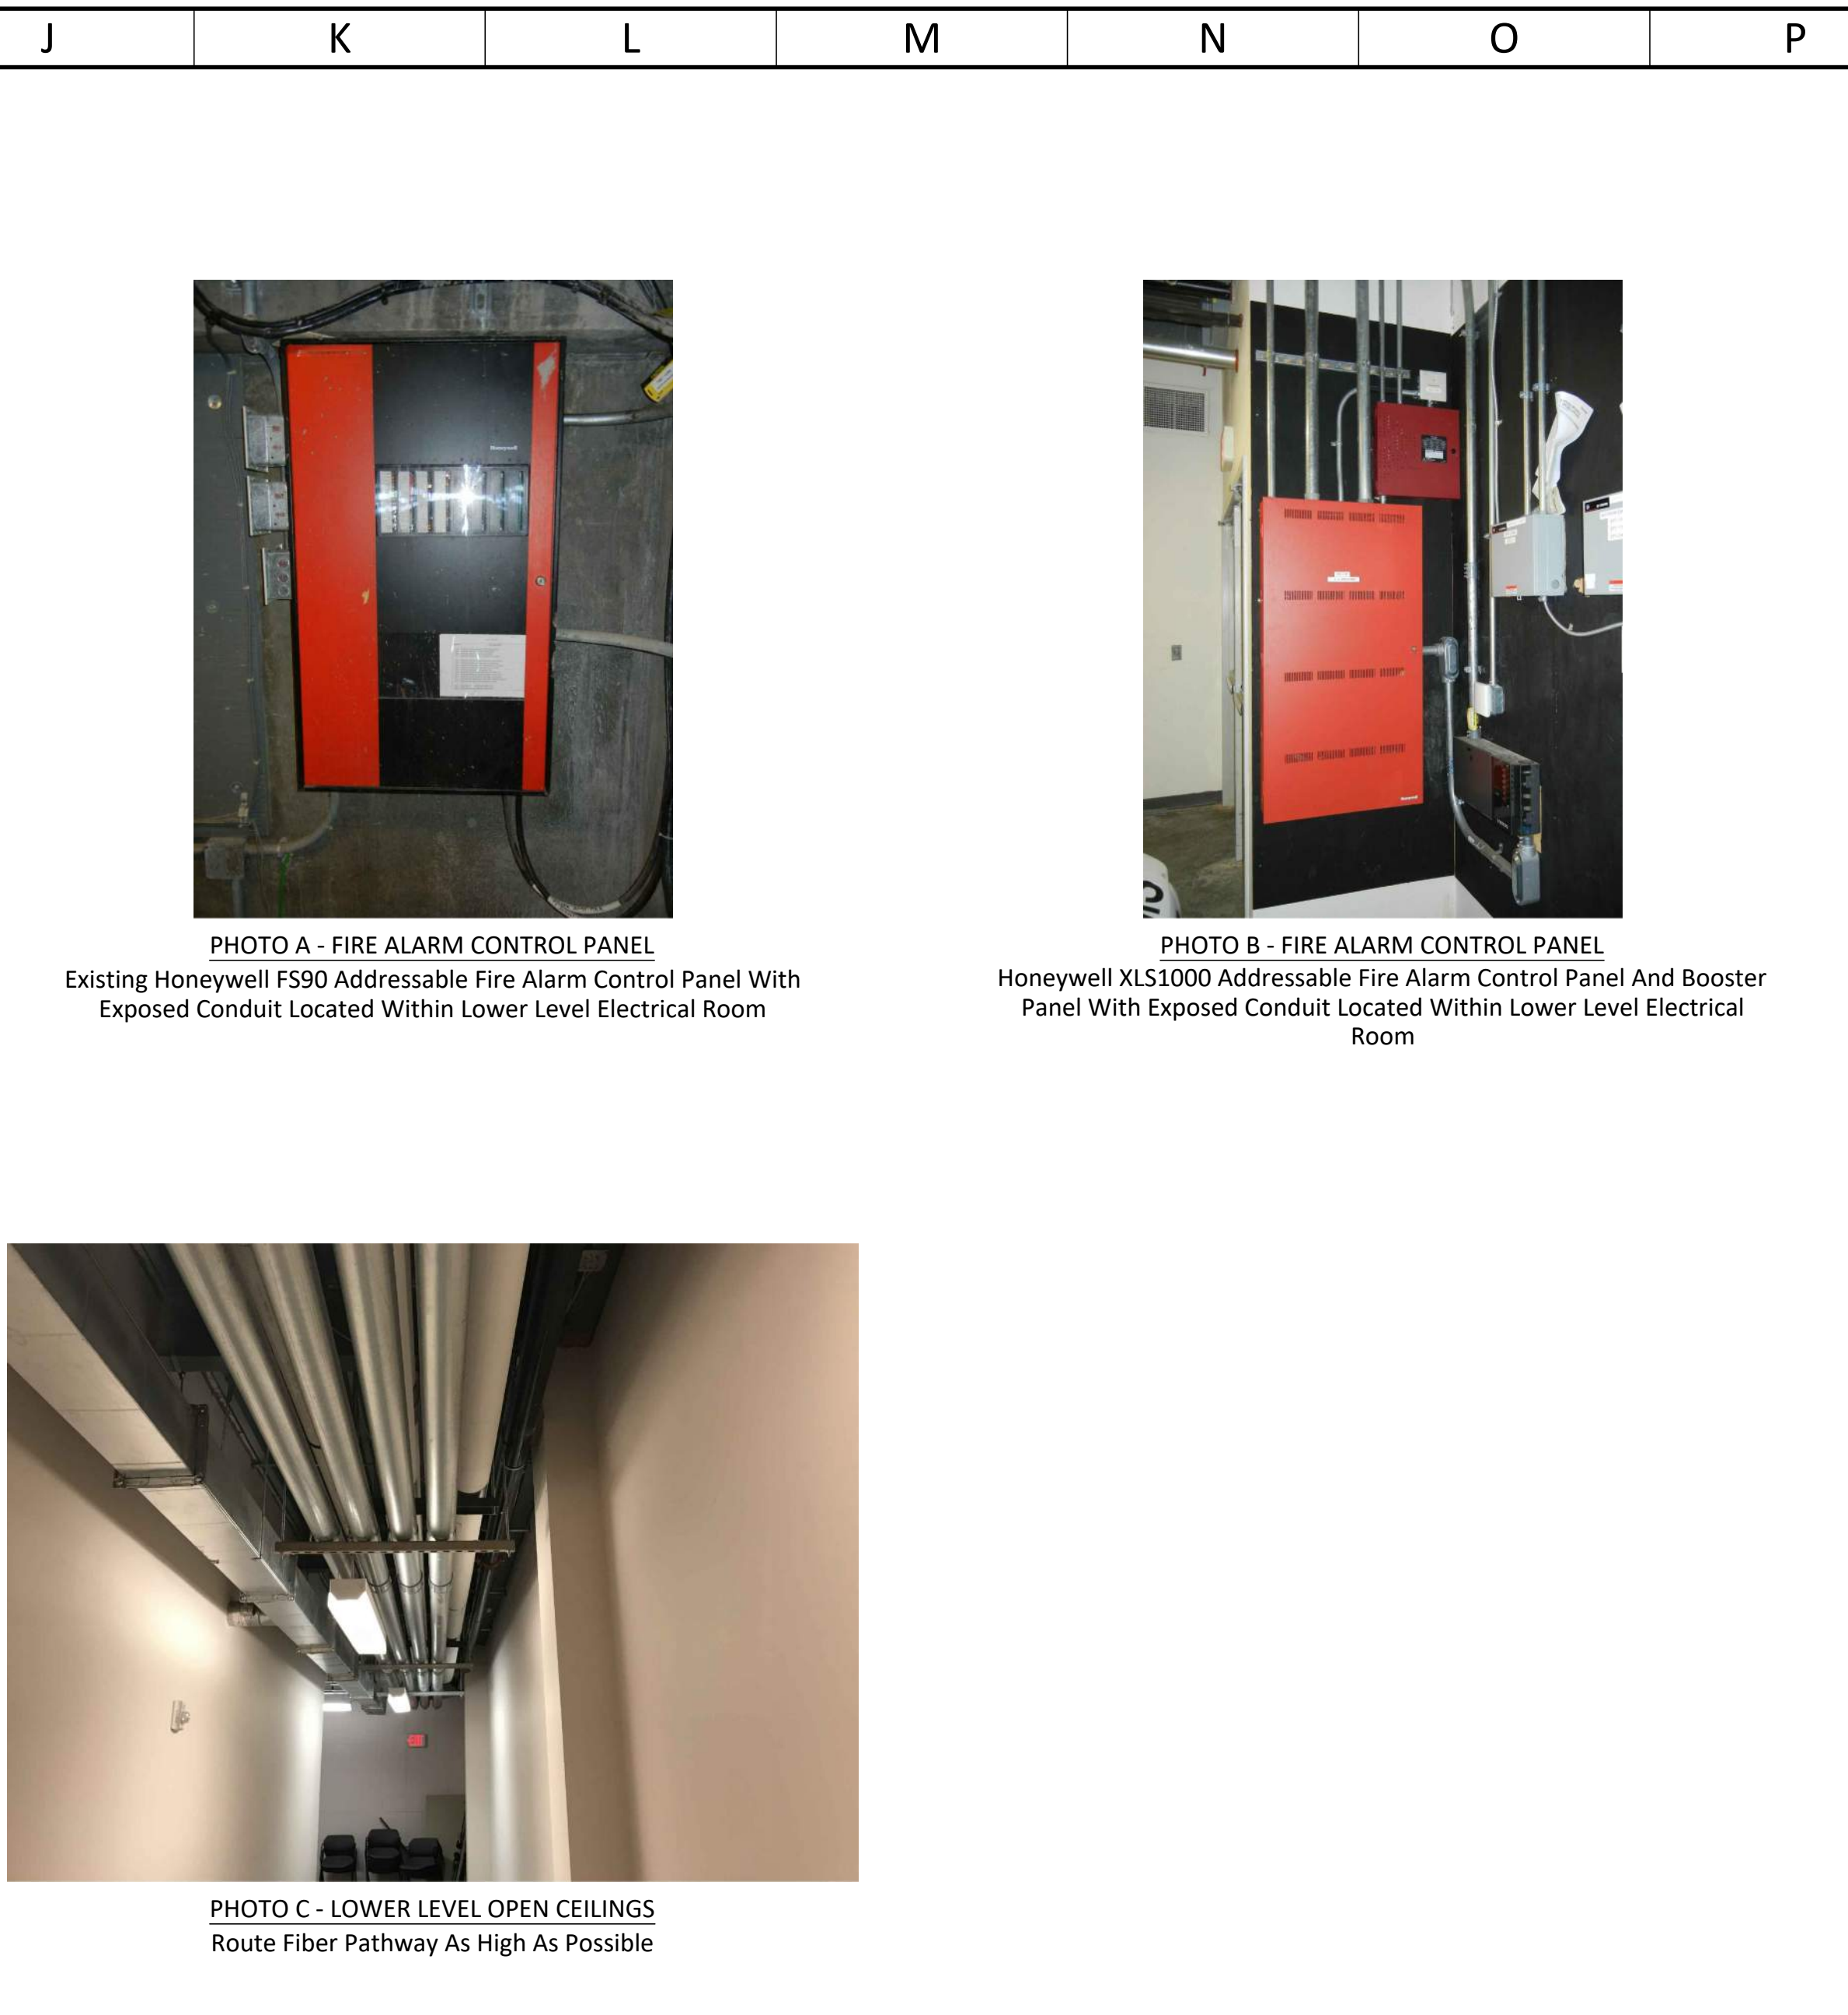 J K L M N O P
Honeywell
Honeywell
PHOTO A - FIRE ALARM CONTROL PANEL
Existing Honeywell FS90 Addressable Fire Alarm Control Panel With
Exposed Conduit Located Within Lower Level Electrical Room
PHOTO B - FIRE ALARM CONTROL PANEL
Honeywell XLS1000 Addressable Fire Alarm Control Panel And Booster
Panel With Exposed Conduit Located Within Lower Level Electrical
Room
PHOTO C - LOWER LEVEL OPEN CEILINGS
Route Fiber Pathway As High As Possible